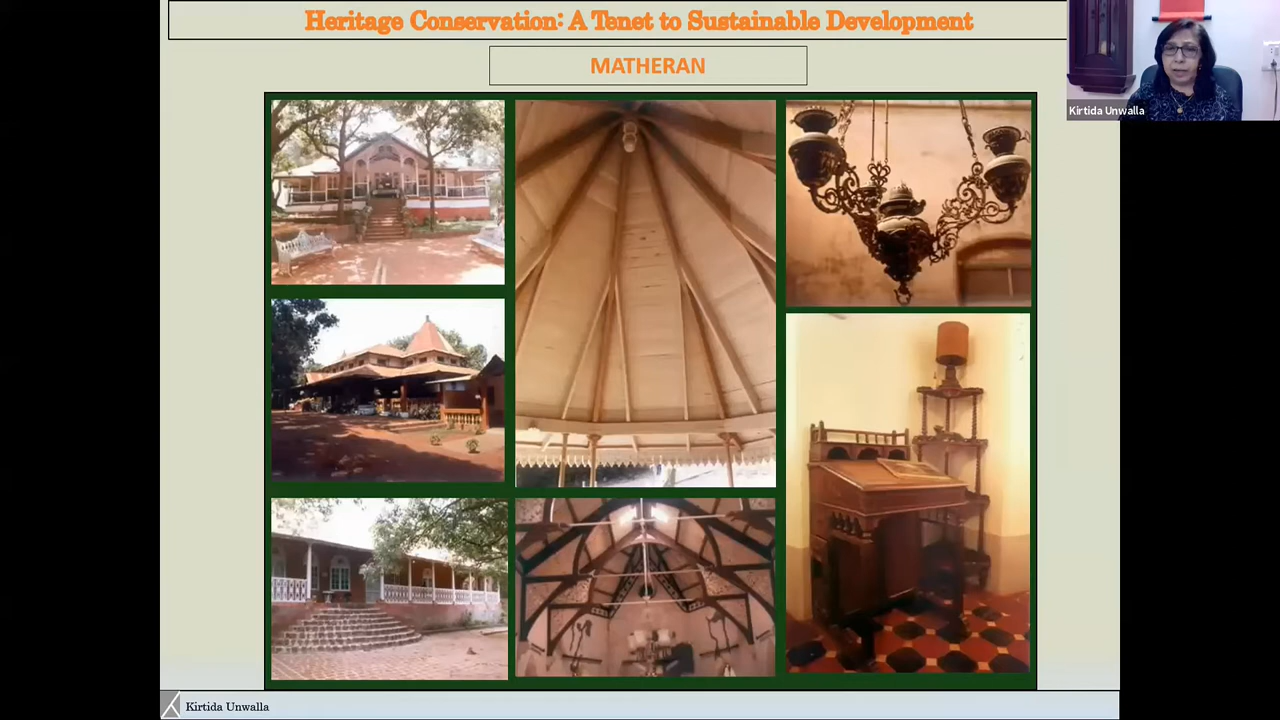 Heritage Conservation: A Tenet to Sustainable Development
MATHERAN
Kirtida Unwalla
Kirtida Unwalla